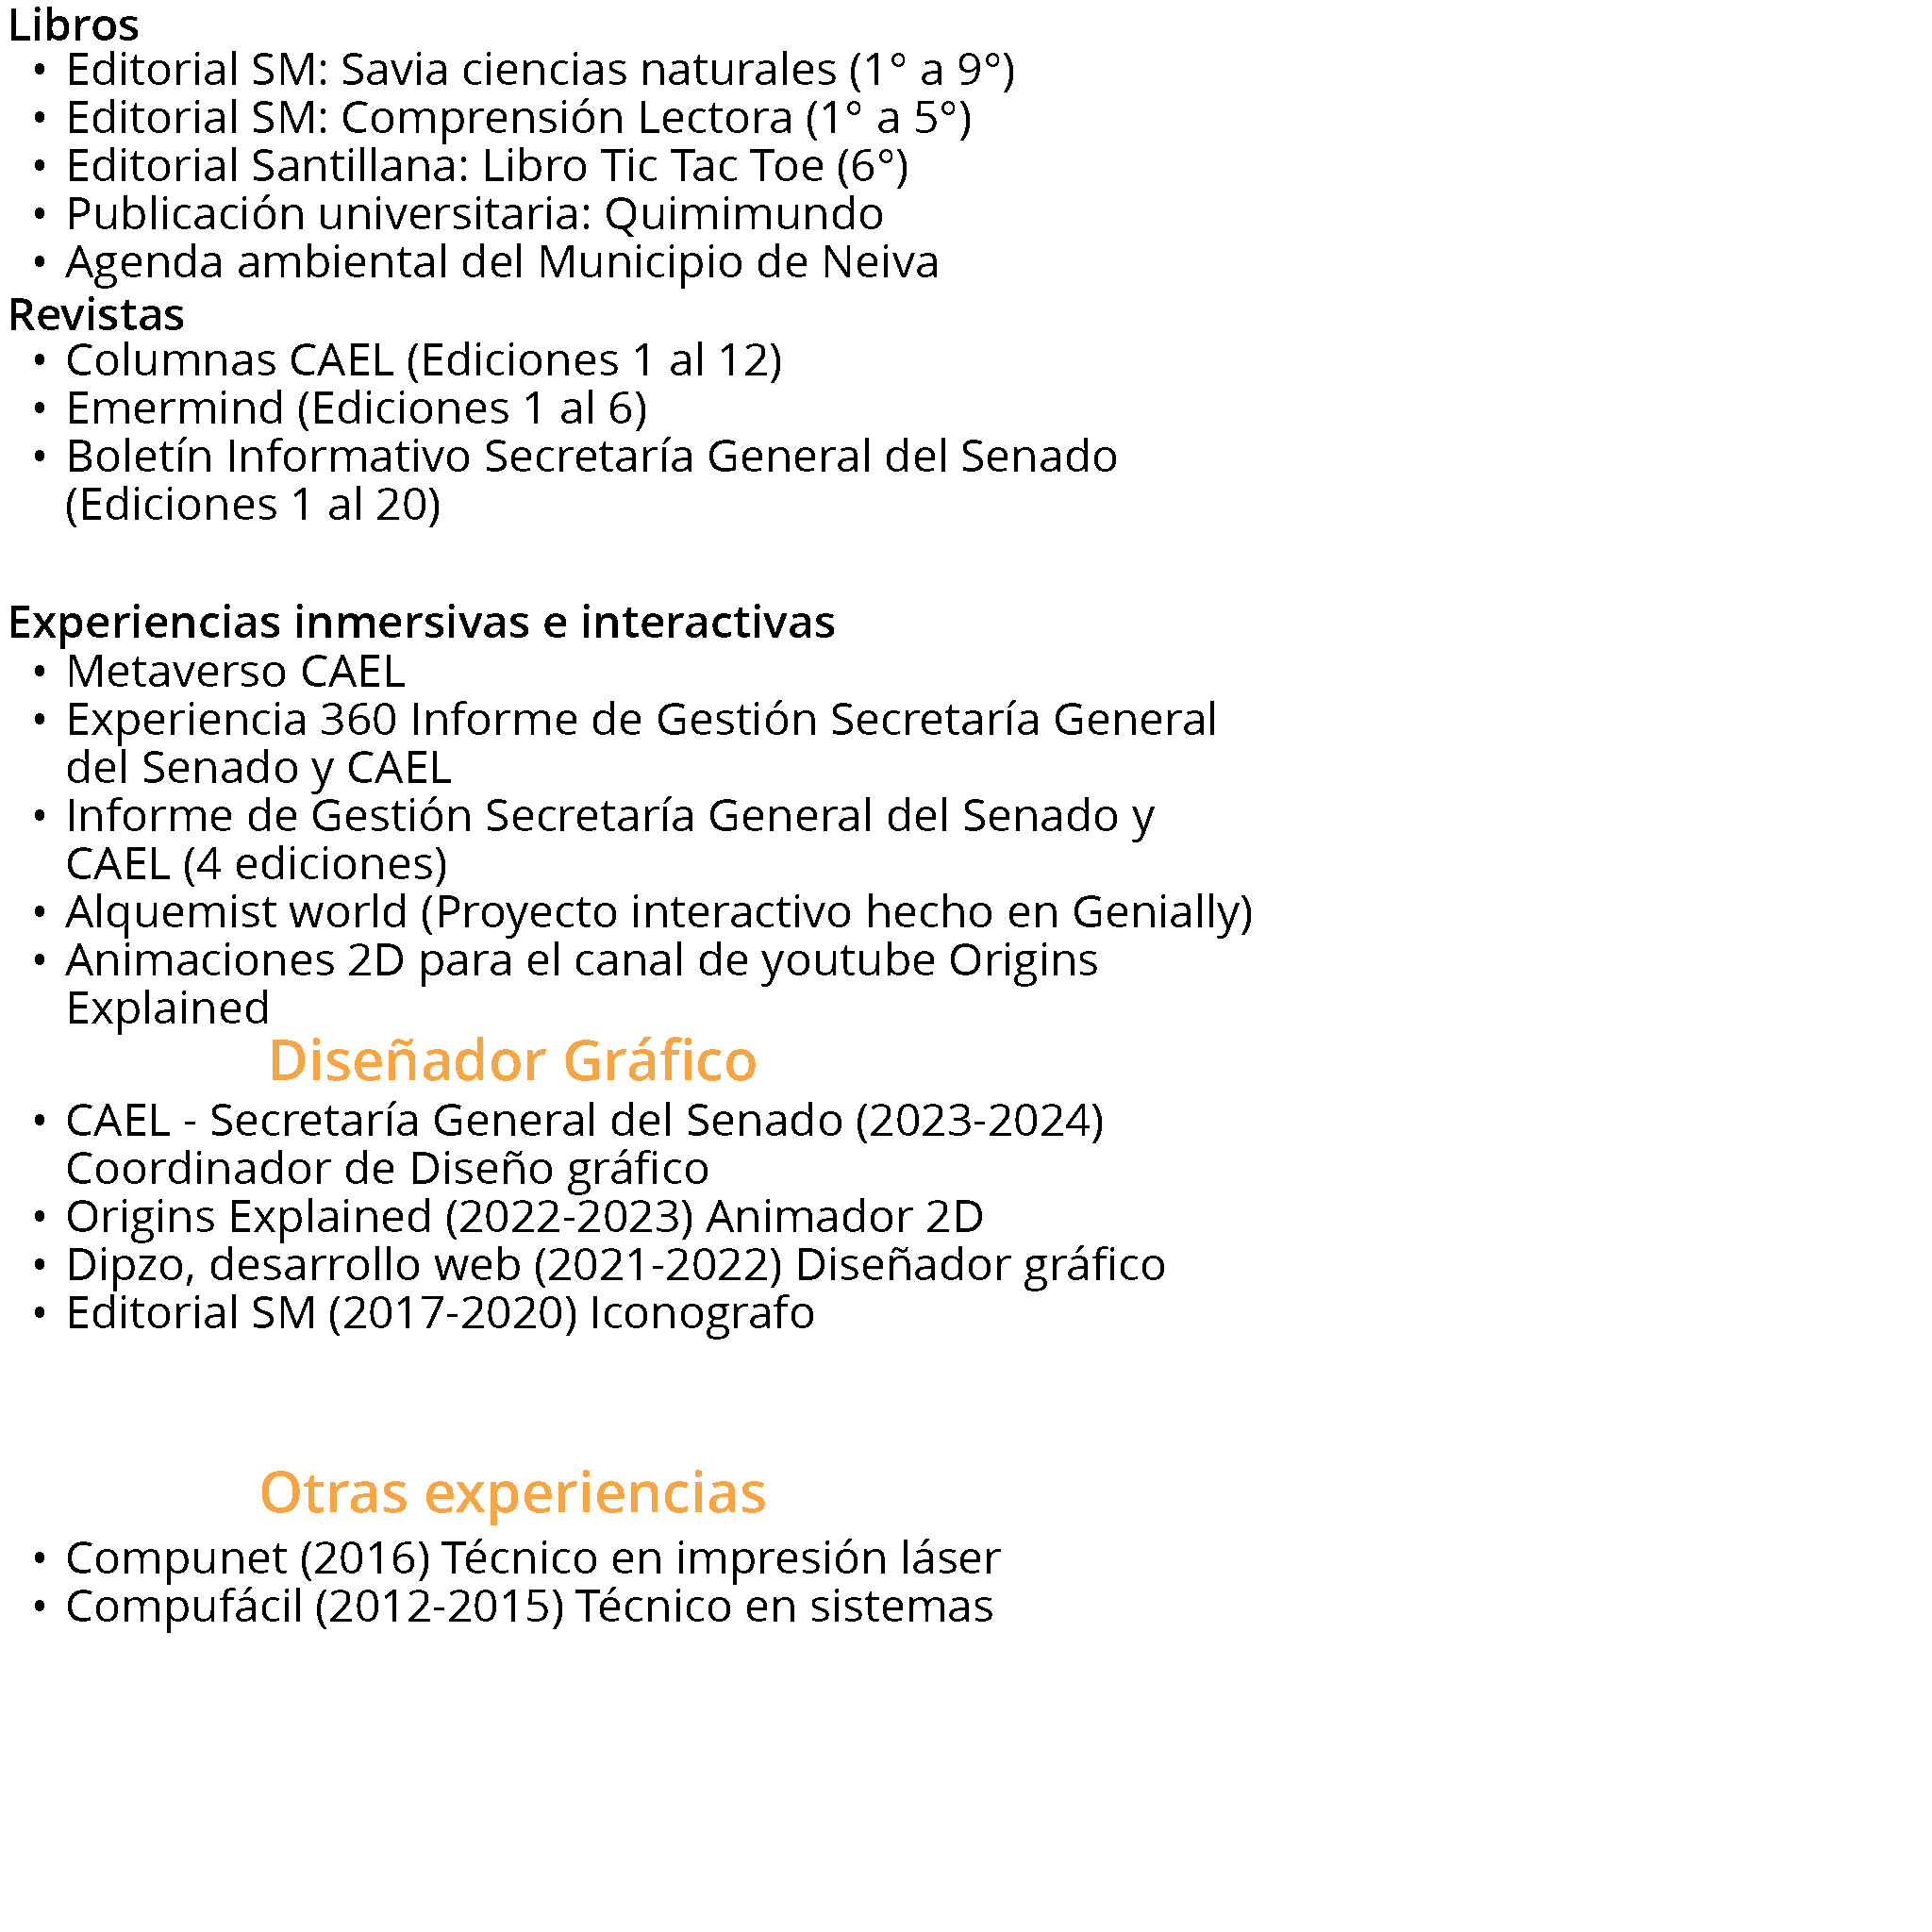 Libros
• Editorial SM: Savia ciencias naturales (1° a 9°)
• Editorial SM: Comprensión Lectora (1° a 5°)
• Editorial Santillana: Libro Tic Tac Toe (6°)
• Publicación universitaria: Quimimundo
• Agenda ambiental del Municipio de Neiva
Revistas
• Columnas CAEL (Ediciones 1 al 12)
• Emermind (Ediciones 1 al 6)
• Boletín Informativo Secretaría General del Senado
(Ediciones 1 al 20)
Experiencias inmersivas e interactivas
• Metaverso CAEL
• Experiencia 360 Informe de Gestión Secretaría General
del Senado y CAEL
• Informe de Gestión Secretaría General del Senado y
CAEL (4 ediciones)
• Alquemist world (Proyecto interactivo hecho en Genially)
• Animaciones 2D para el canal de youtube Origins
Explained
Diseñador Gráfico
• CAEL - Secretaría General del Senado (2023-2024)
Coordinador de Diseño gráfico
• Origins Explained (2022-2023) Animador 2D
• Dipzo, desarrollo web (2021-2022) Diseñador gráfico
• Editorial SM (2017-2020) Iconografo
Otras experiencias
• Compunet (2016) Técnico en impresión láser
• Compufácil (2012-2015) Técnico en sistemas